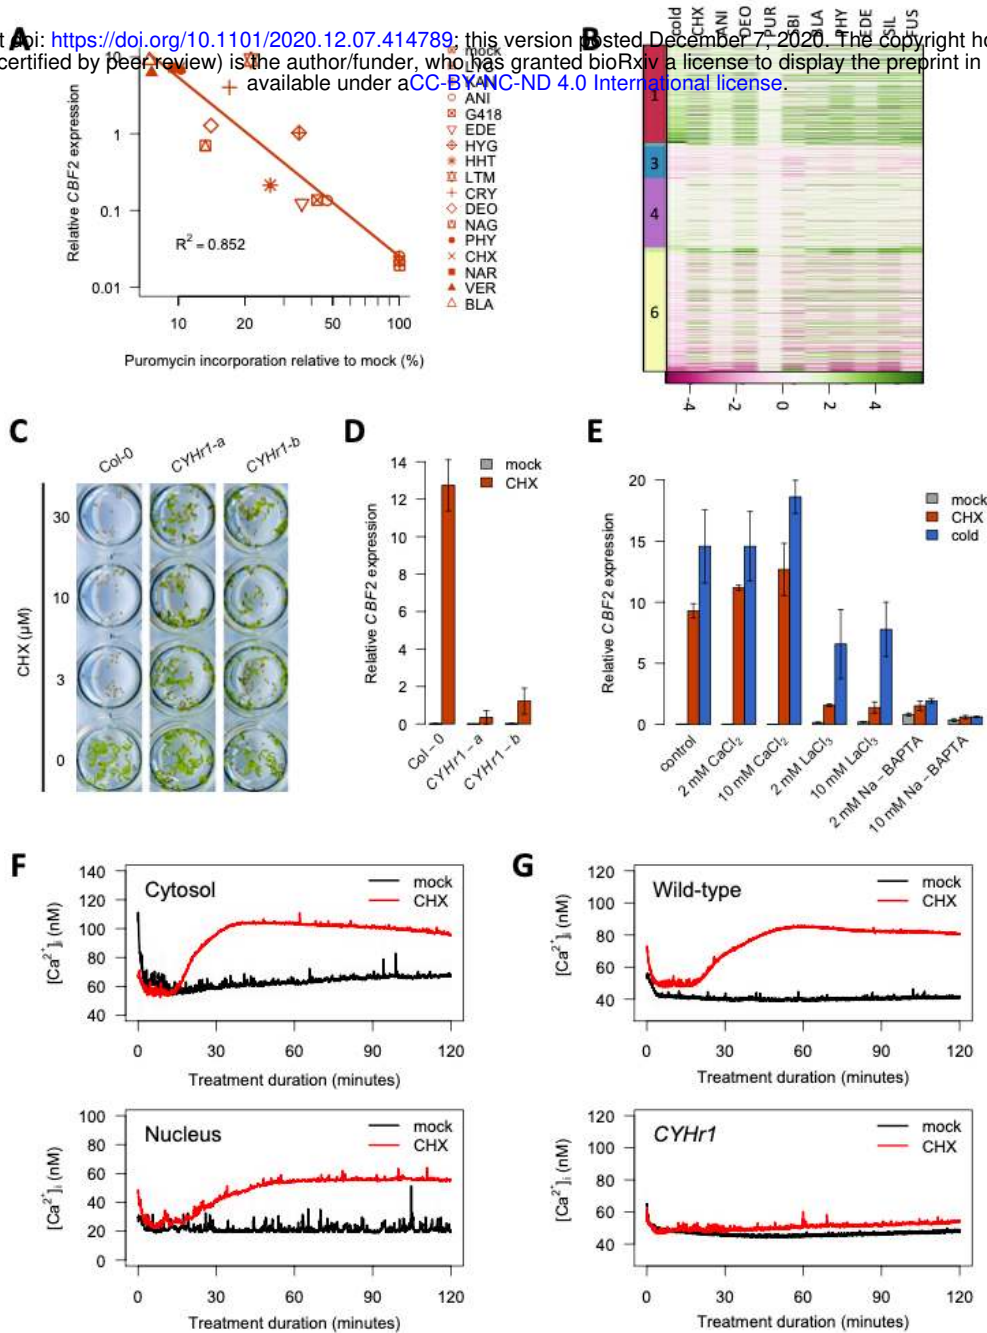 t doi: https://doi.org/10.1101/2020.12.07.414789; this version posted December 7, 2020. The copyright ho
certified by peer review) is the author/funder, who has granted bioRxiv a license to display the preprint in
available under aCC-BY-NC-ND 4.0 International license.
A
Relative CBF2 expression
10
1
0.1
0.01
R² = 0.852
10 20 50 100
Puromycin incorporation relative to mock (%)
mock
ANI
G418
EDE
HYG
HHT
LTM
CRY
DEO
NAG
PHY
CHX
NAR
VER
BLA
B
cold CHX ANI DEO PUR SBI BLA PHY EDE SIL FUS
1
3
4
6
-4 -2 0 2 4
C
Col-0 CYHr1-a CYHr1-b
CHX (µM)
30
10
3
0
D
Relative CBF2 expression
14
12
10
8
6
4
2
0
mock
CHX
Col-0 CYHr1-a CYHr1-b
E
Relative CBF2 expression
20
15
10
5
0
mock
CHX
cold
control
2 mM CaCl₂
10 mM CaCl₂
2 mM LaCl₃
10 mM LaCl₃
2 mM Na – BAPTA
10 mM Na – BAPTA
F
Cytosol
mock
CHX
[Ca²⁺]i (nM)
140
120
100
80
60
40
0 30 60 90 120
Treatment duration (minutes)
Nucleus
mock
CHX
[Ca²⁺]i (nM)
100
80
60
40
20
0
0 30 60 90 120
Treatment duration (minutes)
G
Wild-type
mock
CHX
[Ca²⁺]i (nM)
120
100
80
60
40
0 30 60 90 120
Treatment duration (minutes)
CYHr1
mock
CHX
[Ca²⁺]i (nM)
120
100
80
60
40
0 30 60 90 120
Treatment duration (minutes)